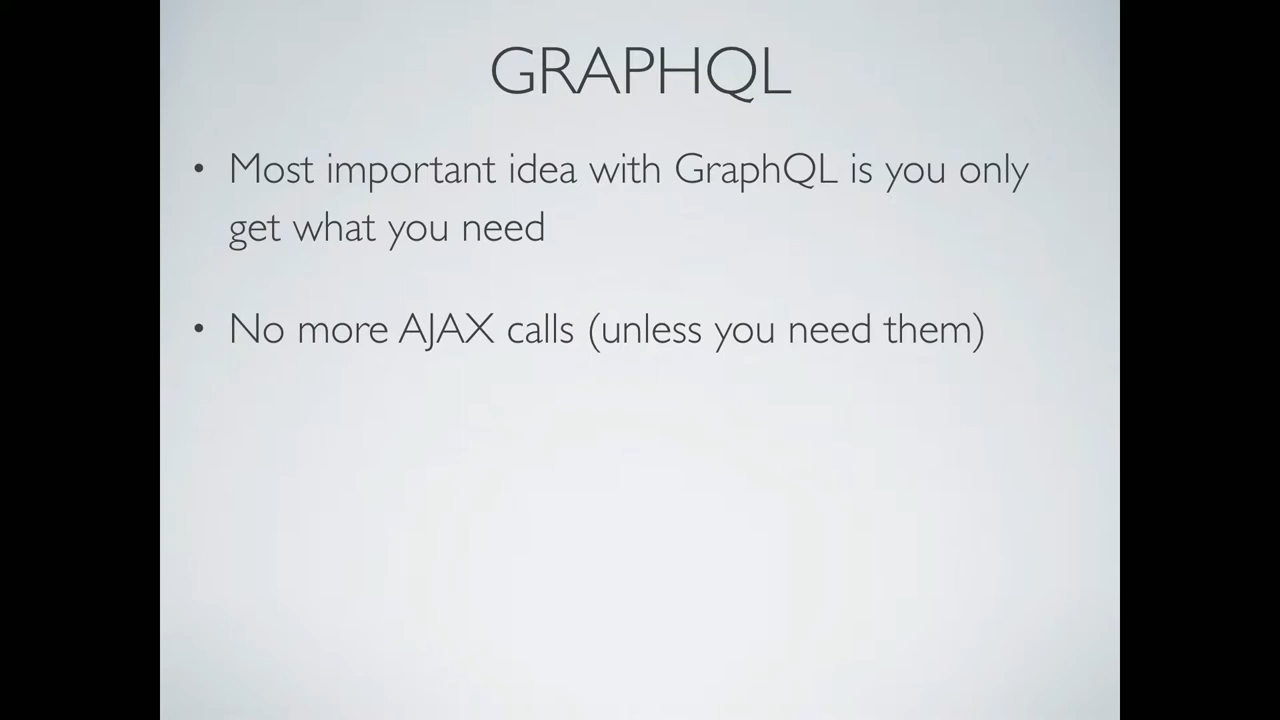 GRAPHQL
• Most important idea with GraphQL is you only
get what you need
• No more AJAX calls (unless you need them)